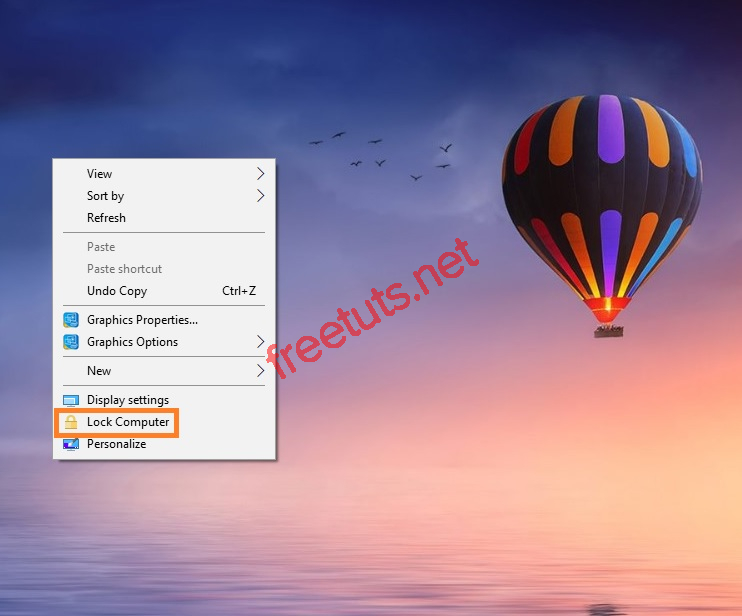 View
Sort by
Refresh
Paste
Paste shortcut
Undo Copy Ctrl+Z
Graphics Properties...
Graphics Options
New
Display settings
Lock Computer
Personalize
freetuts.net